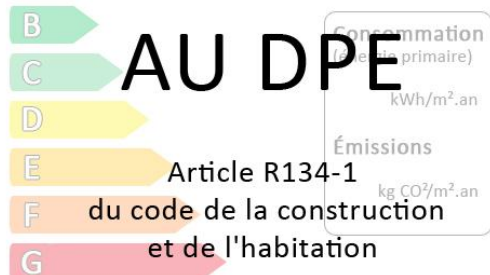 B
Consommation
AU DPE
(énergie primaire)
C
kWh/m².an
D
Émissions
E
Article R134-1
kg CO²/m².an
F
du code de la construction
et de l'habitation
G